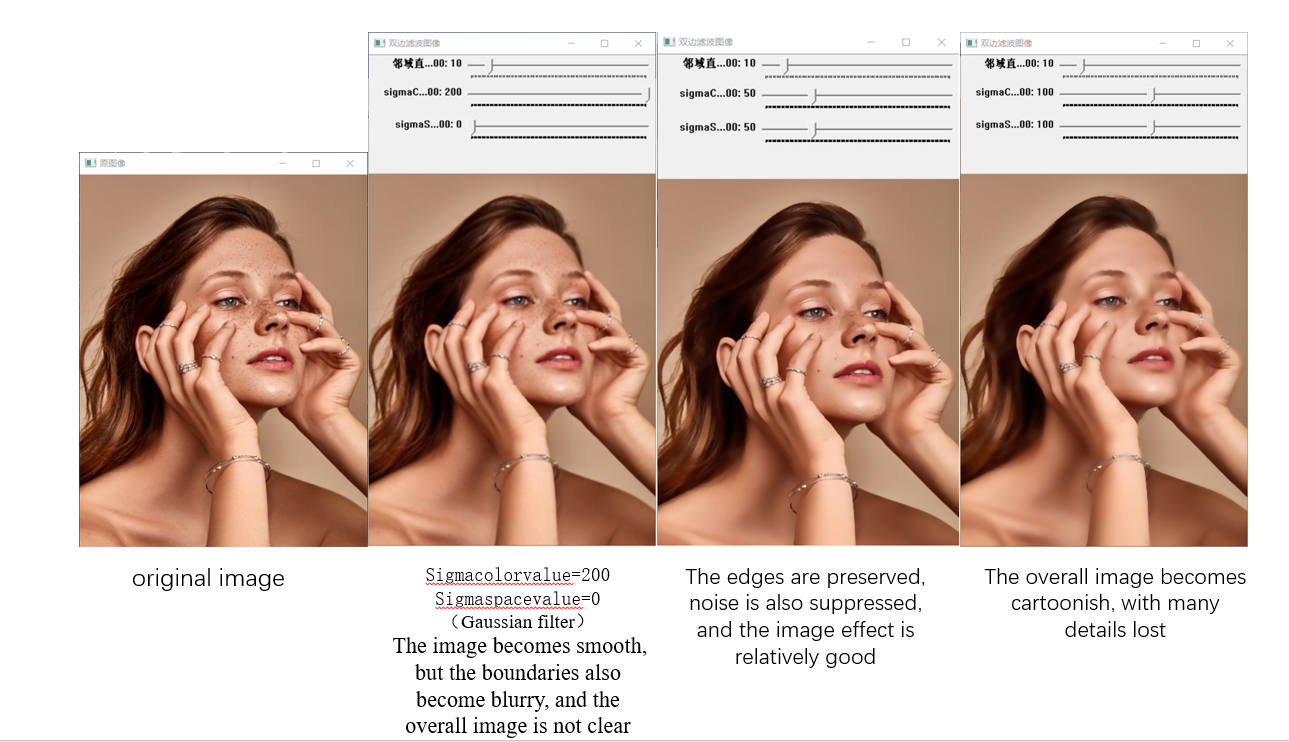 双边滤波图像
邻域直...00: 10
sigmaC...00: 200
sigmaS...00: 0
双边滤波图像
邻域直...00: 10
sigmaC...00: 50
sigmaS...00: 50
双边滤波图像
邻域直...00: 10
sigmaC...00: 100
sigmaS...00: 100
原图像
original image
Sigmacolorvalue=200
Sigmaspacevalue=0
（Gaussian filter）
The image becomes smooth,
but the boundaries also
become blurry, and the
overall image is not clear
The edges are preserved,
noise is also suppressed,
and the image effect is
relatively good
The overall image becomes
cartoonish, with many
details lost